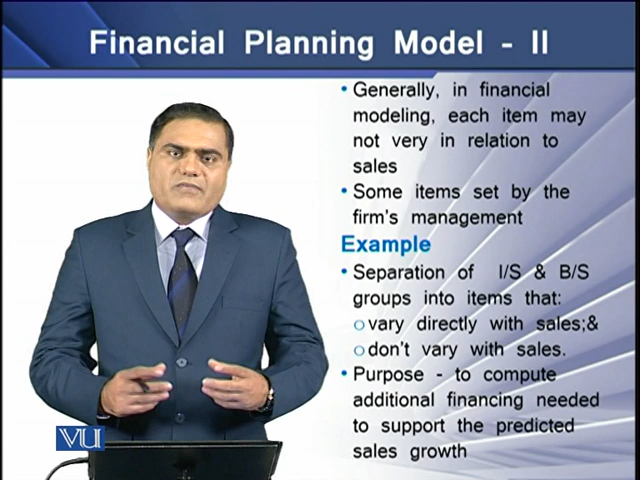 Financial Planning Model - II
• Generally, in financial
modeling, each item may
not very in relation to
sales
• Some items set by the
firm's management
Example
• Separation of I/S & B/S
groups into items that:
o vary directly with sales;&
o don't vary with sales.
• Purpose - to compute
additional financing needed
to support the predicted
sales growth
VU